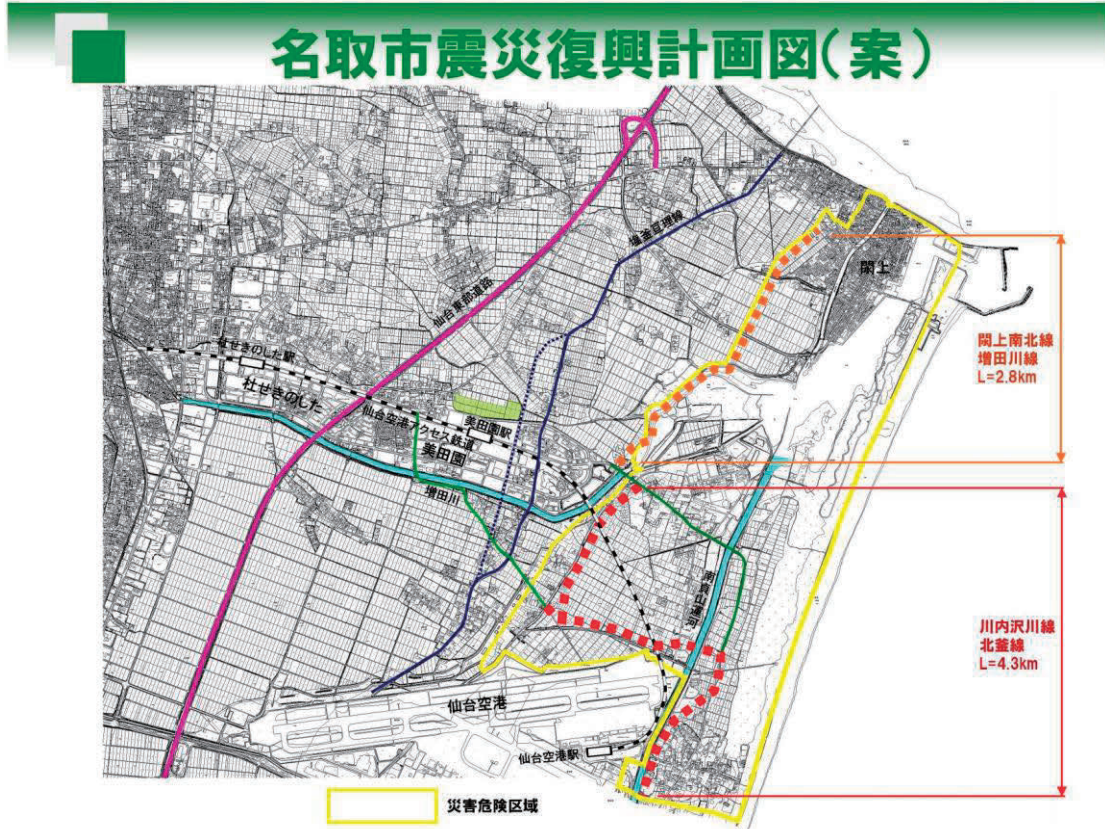 名取市震災復興計画図(案)
塩釜亘理線
閖上
仙台東部道路
閖上南北線
増田川線
L=2.8km
杜せきのした駅
杜せきのした
仙台空港アクセス鉄道
美田園駅
美田園
増田川
南貞山運河
川内沢川線
北釜線
L=4.3km
仙台空港
仙台空港駅
災害危険区域